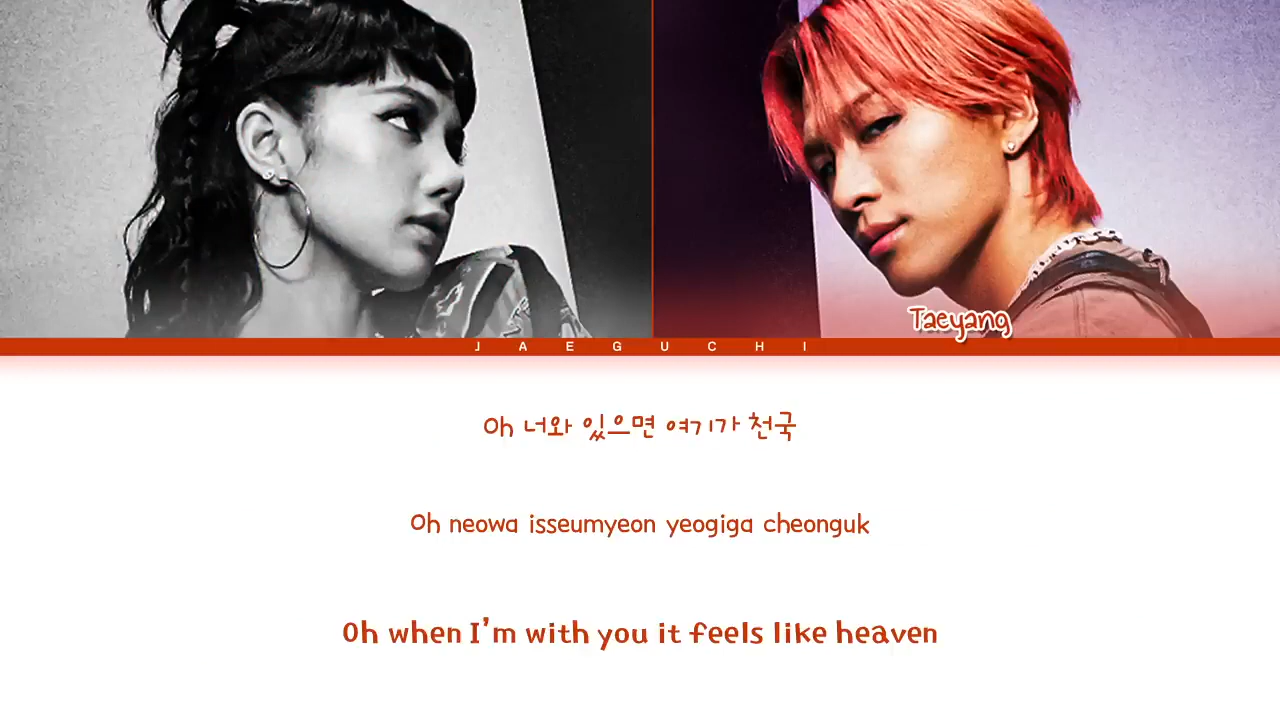 Taeyang
JAEGUCHI
Oh 너와 있으면 여기가 천국
Oh neowa isseumyeon yeogiga cheonguk
Oh when I'm with you it feels like heaven